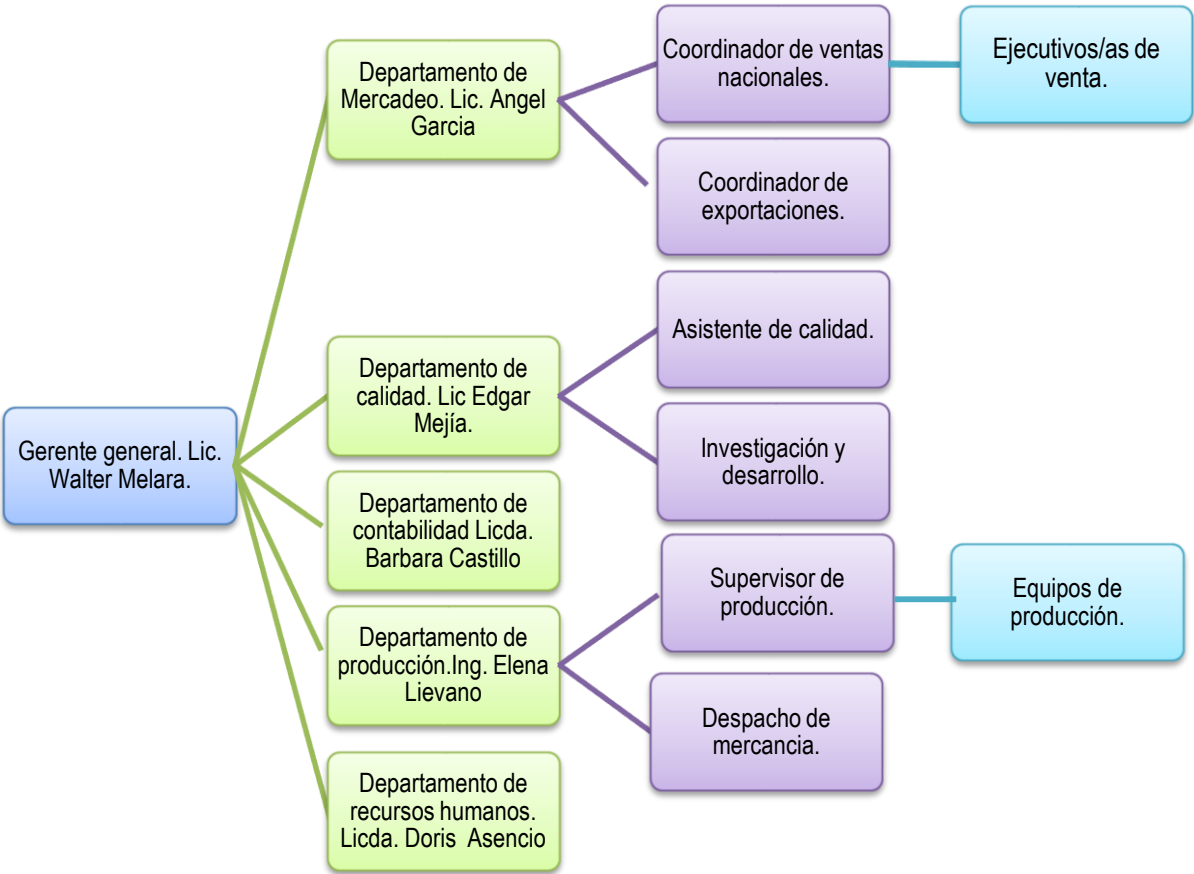 Gerente general. Lic.
Walter Melara.
Departamento de
Mercadeo. Lic. Angel
Garcia
Coordinador de ventas
nacionales.
Ejecutivos/as de
venta.
Coordinador de
exportaciones.
Departamento de
calidad. Lic Edgar
Mejía.
Asistente de calidad.
Investigación y
desarrollo.
Departamento de
contabilidad Licda.
Barbara Castillo
Departamento de
producción.Ing. Elena
Lievano
Supervisor de
producción.
Equipos de
producción.
Despacho de
mercancia.
Departamento de
recursos humanos.
Licda. Doris  Asencio